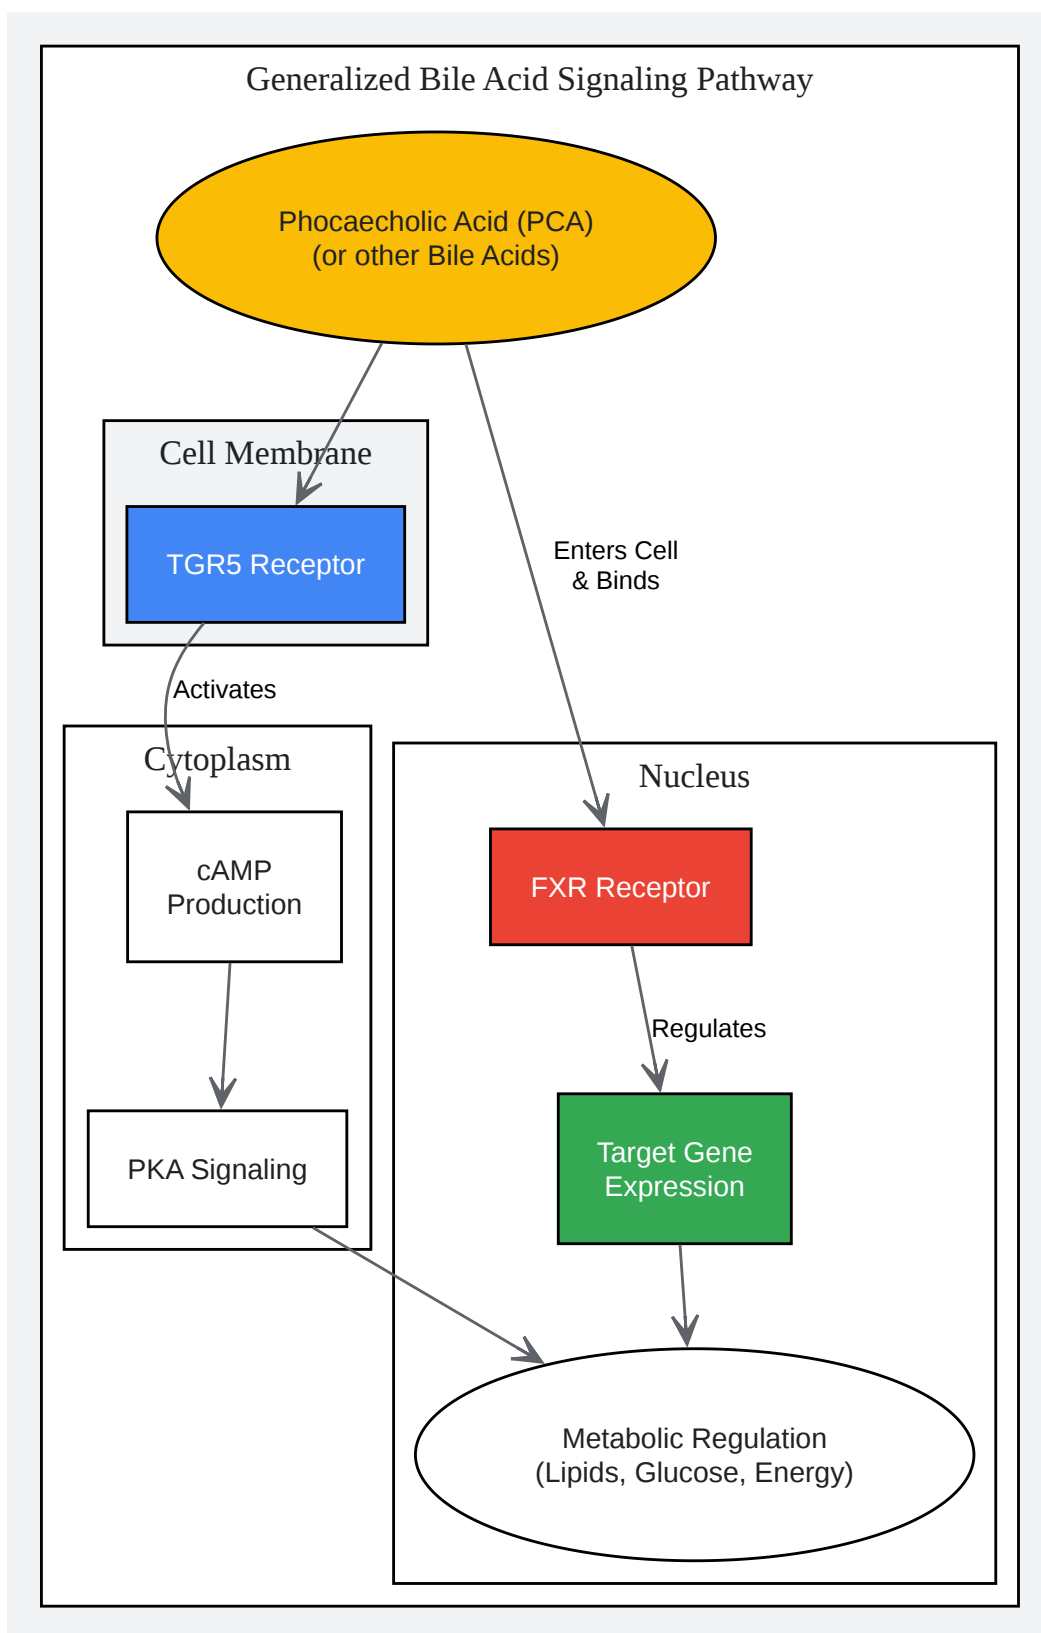 Generalized Bile Acid Signaling Pathway
Phocaecholic Acid (PCA)
(or other Bile Acids)
Cell Membrane
TGR5 Receptor
Enters Cell
& Binds
Activates
Cytoplasm
Nucleus
cAMP
Production
FXR Receptor
Regulates
PKA Signaling
Target Gene
Expression
Metabolic Regulation
(Lipids, Glucose, Energy)